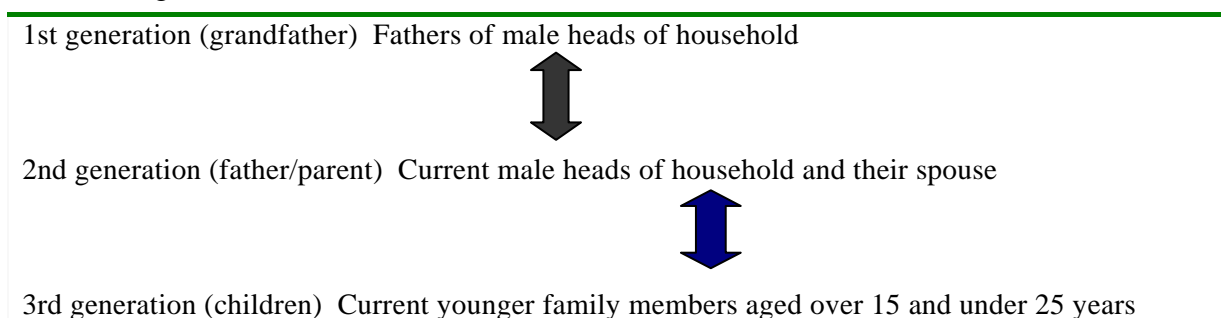 1st generation (grandfather) Fathers of male heads of household
2nd generation (father/parent) Current male heads of household and their spouse
3rd generation (children) Current younger family members aged over 15 and under 25 years